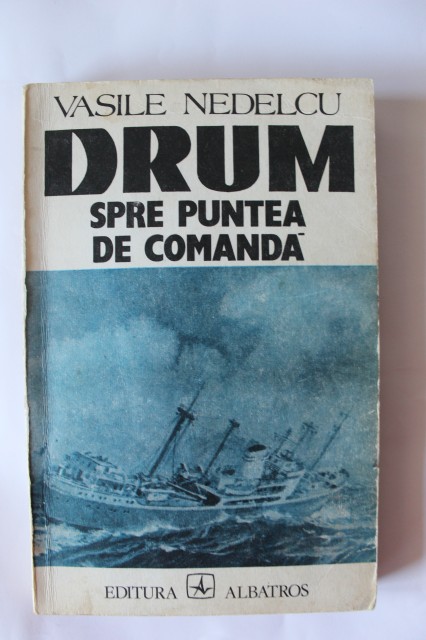 VASILE NEDELCU
DRUM
SPRE PUNTEA
DE COMANDĂ
EDITURA ALBATROS